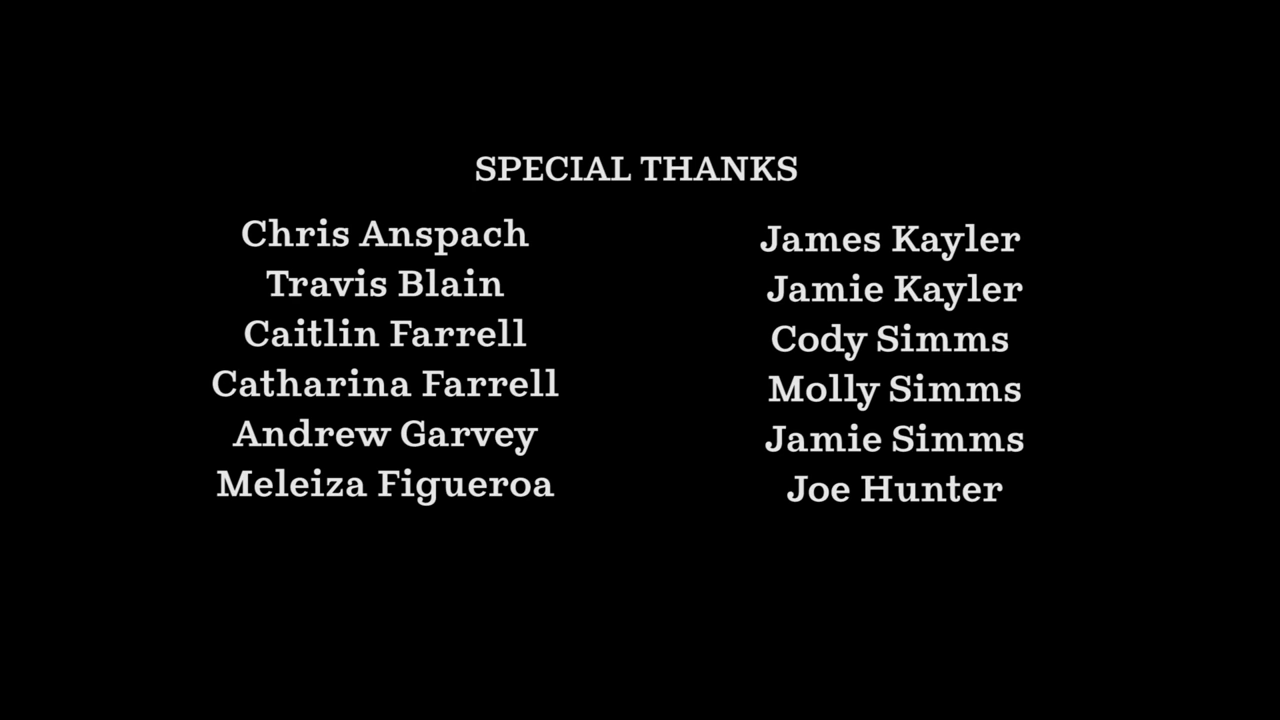 SPECIAL THANKS
Chris Anspach
Travis Blain
Caitlin Farrell
Catharina Farrell
Andrew Garvey
Meleiza Figueroa
James Kayler
Jamie Kayler
Cody Simms
Molly Simms
Jamie Simms
Joe Hunter